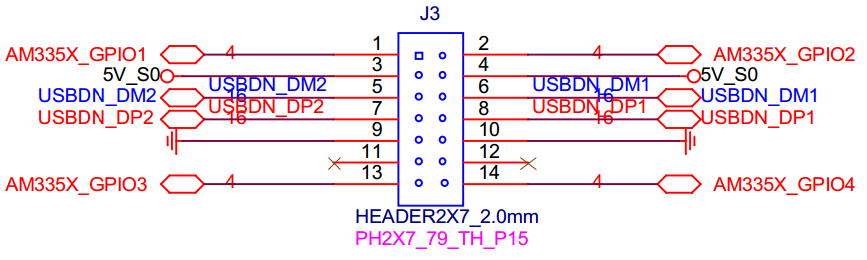 J3
AM335X_GPIO1 4 1 2 4 AM335X_GPIO2
5V_S0 3 4 5V_S0
USBDN_DM2 16 USBDN_DM2 5 6 USBDN_DM1 16 USBDN_DM1
USBDN_DP2 16 USBDN_DP2 7 8 USBDN_DP1 16 USBDN_DP1
9 10
11 12
AM335X_GPIO3 4 13 14 4 AM335X_GPIO4
HEADER2X7_2.0mm
PH2X7_79_TH_P15